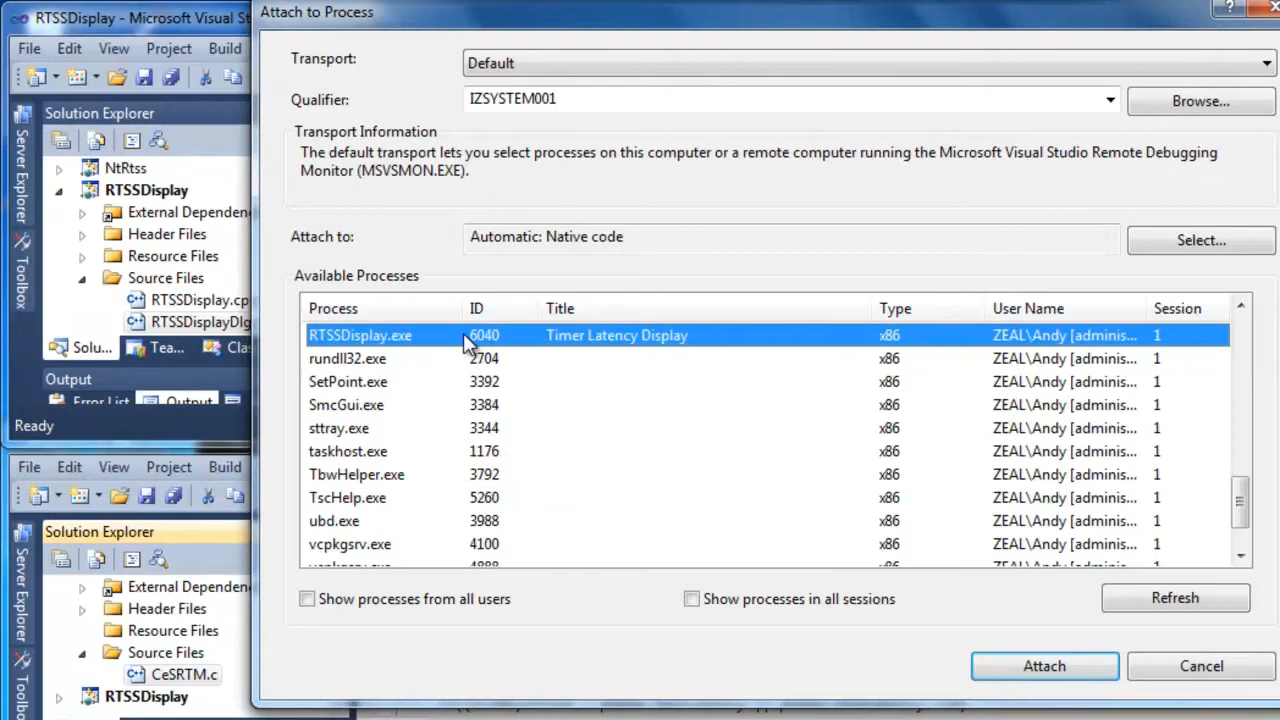 RTSSDisplay - Microsoft Visual St
File Edit View Project Build
Server Explorer
Toolbox
Solution Explorer
NtRtss
RTSSDisplay
External Dependen
Header Files
Resource Files
Source Files
RTSSDisplay.cp
RTSSDisplayDlg
Solu... Tea... Cla
Output
Error List Output
Ready
File Edit View Project Build
Server Explorer
Solution Explorer
External Dependenc
Header Files
Resource Files
Source Files
CeSRTM.c
RTSSDisplay
Attach to Process
Transport: Default
Qualifier: IZSYSTEM001 Browse...
Transport Information
The default transport lets you select processes on this computer or a remote computer running the Microsoft Visual Studio Remote Debugging
Monitor (MSVSMON.EXE).
Attach to: Automatic: Native code Select...
Available Processes
Process ID Title Type User Name Session
RTSSDisplay.exe 6040 Timer Latency Display x86 ZEAL\Andy [adminis... 1
rundll32.exe 2704 x86 ZEAL\Andy [adminis... 1
SetPoint.exe 3392 x86 ZEAL\Andy [adminis... 1
SmcGui.exe 3384 x86 ZEAL\Andy [adminis... 1
sttray.exe 3344 x86 ZEAL\Andy [adminis... 1
taskhost.exe 1176 x86 ZEAL\Andy [adminis... 1
TbwHelper.exe 3792 x86 ZEAL\Andy [adminis... 1
TscHelp.exe 5260 x86 ZEAL\Andy [adminis... 1
ubd.exe 3988 x86 ZEAL\Andy [adminis... 1
vcpkgsrv.exe 4100 x86 ZEAL\Andy [adminis... 1
Show processes from all users Show processes in all sessions Refresh
Attach Cancel